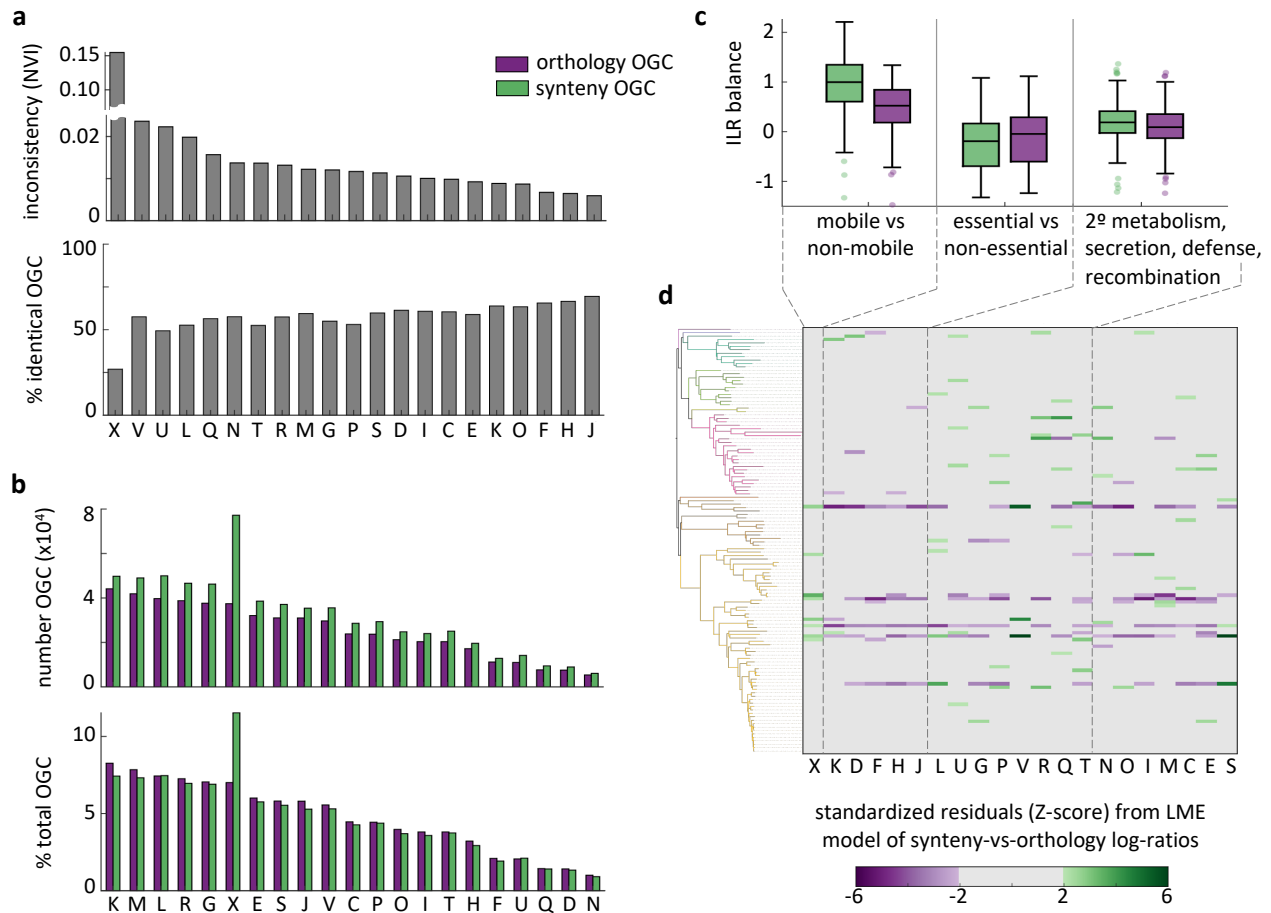 a
inconsistency (NVI)
0.15
0.10
0.02
0
orthology OGC
synteny OGC
% identical OGC
100
50
0
X V U L Q N T R M G P S D I C E K O F H J
b
number OGC (x10⁴)
8
4
0
% total OGC
10
5
0
K M L R G X E S J V C P O I T H F U Q D N
c
ILR balance
2
1
0
-1
mobile vs
non-mobile
essential vs
non-essential
2º metabolism,
secretion, defense,
recombination
d
X K D F H J L U G P V R Q T N O I M C E S
standardized residuals (Z-score) from LME
model of synteny-vs-orthology log-ratios
-6 -2 2 6